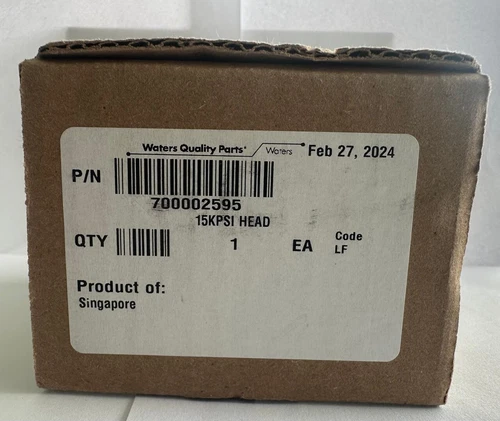 Waters Quality Parts® Waters Feb 27, 2024
P/N
700002595
15KPSI HEAD
QTY 1 EA Code
LF
Product of:
Singapore